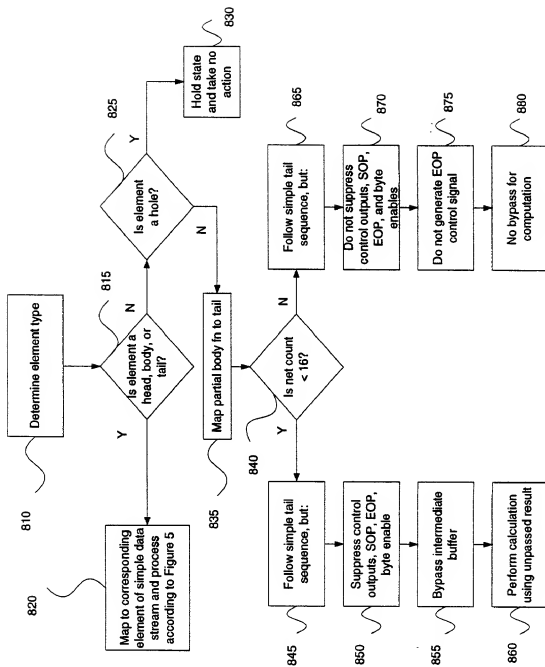 810
Determine element type
815
Is element a
head, body, or
tail?
Y
N
820
Map to corresponding
element of simple data
stream and process
according to Figure 5
825
Is element
a hole?
Y
N
830
Hold state
and take no
action
835
Map partial body fn to tail
840
Is net count
< 16?
Y
N
845
Follow simple tail
sequence, but:
850
Suppress control
outputs, SOP, EOP,
byte enable
855
Bypass intermediate
buffer
860
Perform calculation
using unpassed result
865
Follow simple tail
sequence, but:
870
Do not suppress
control outputs, SOP,
EOP, and byte
enables
875
Do not generate EOP
control signal
880
No bypass for
computation